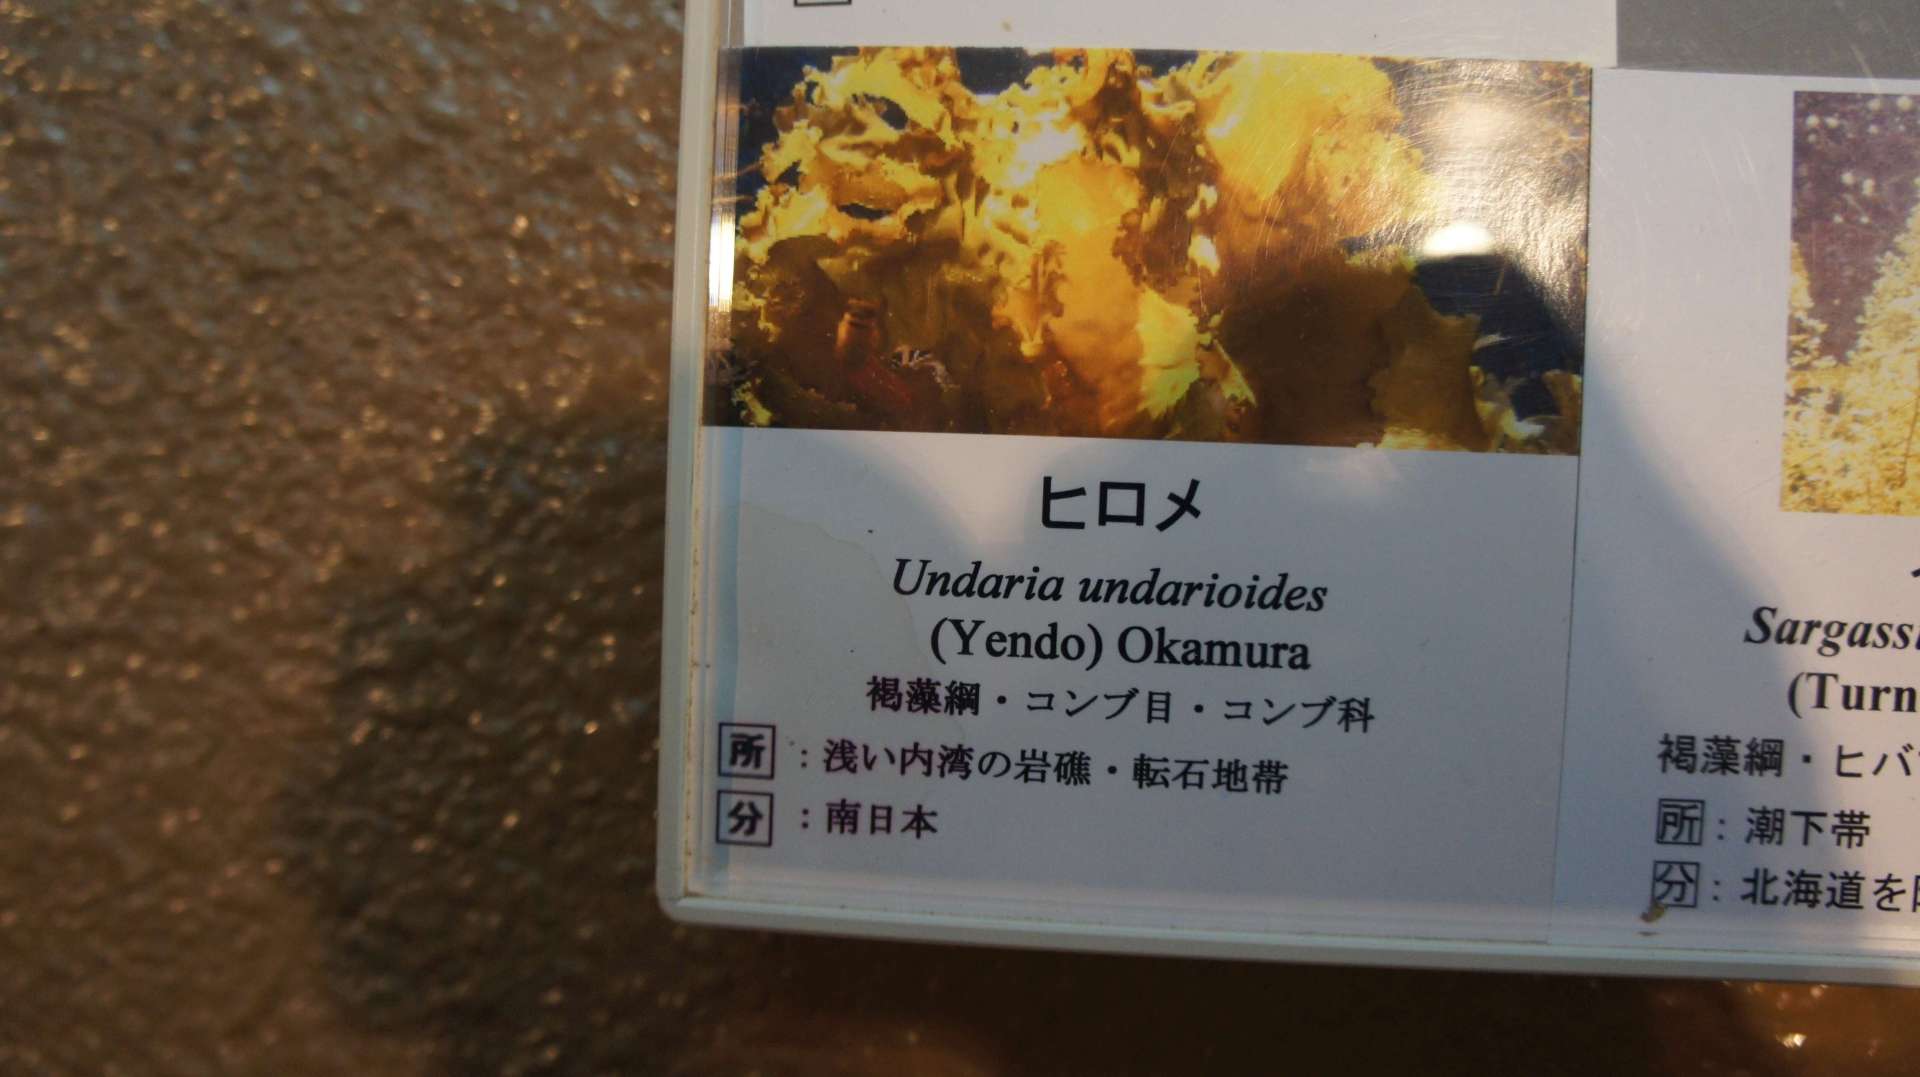 ヒロメ
Undaria undarioides
(Yendo) Okamura
褐藻綱・コンブ目・コンブ科
所：浅い内湾の岩礁・転石地帯
分：南日本
(Turn
褐藻綱・ヒバ
所：潮下帯
分：北海道を